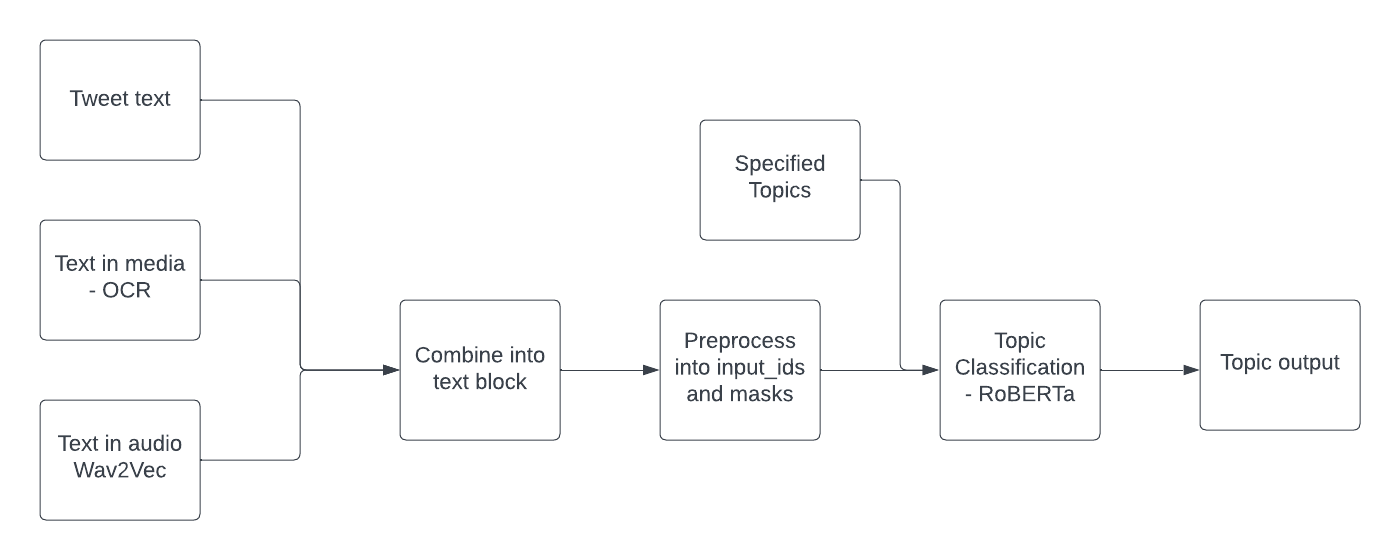 Tweet text
Text in media
- OCR
Text in audio
Wav2Vec
Combine into
text block
Preprocess
into input_ids
and masks
Specified
Topics
Topic
Classification
- RoBERTa
Topic output